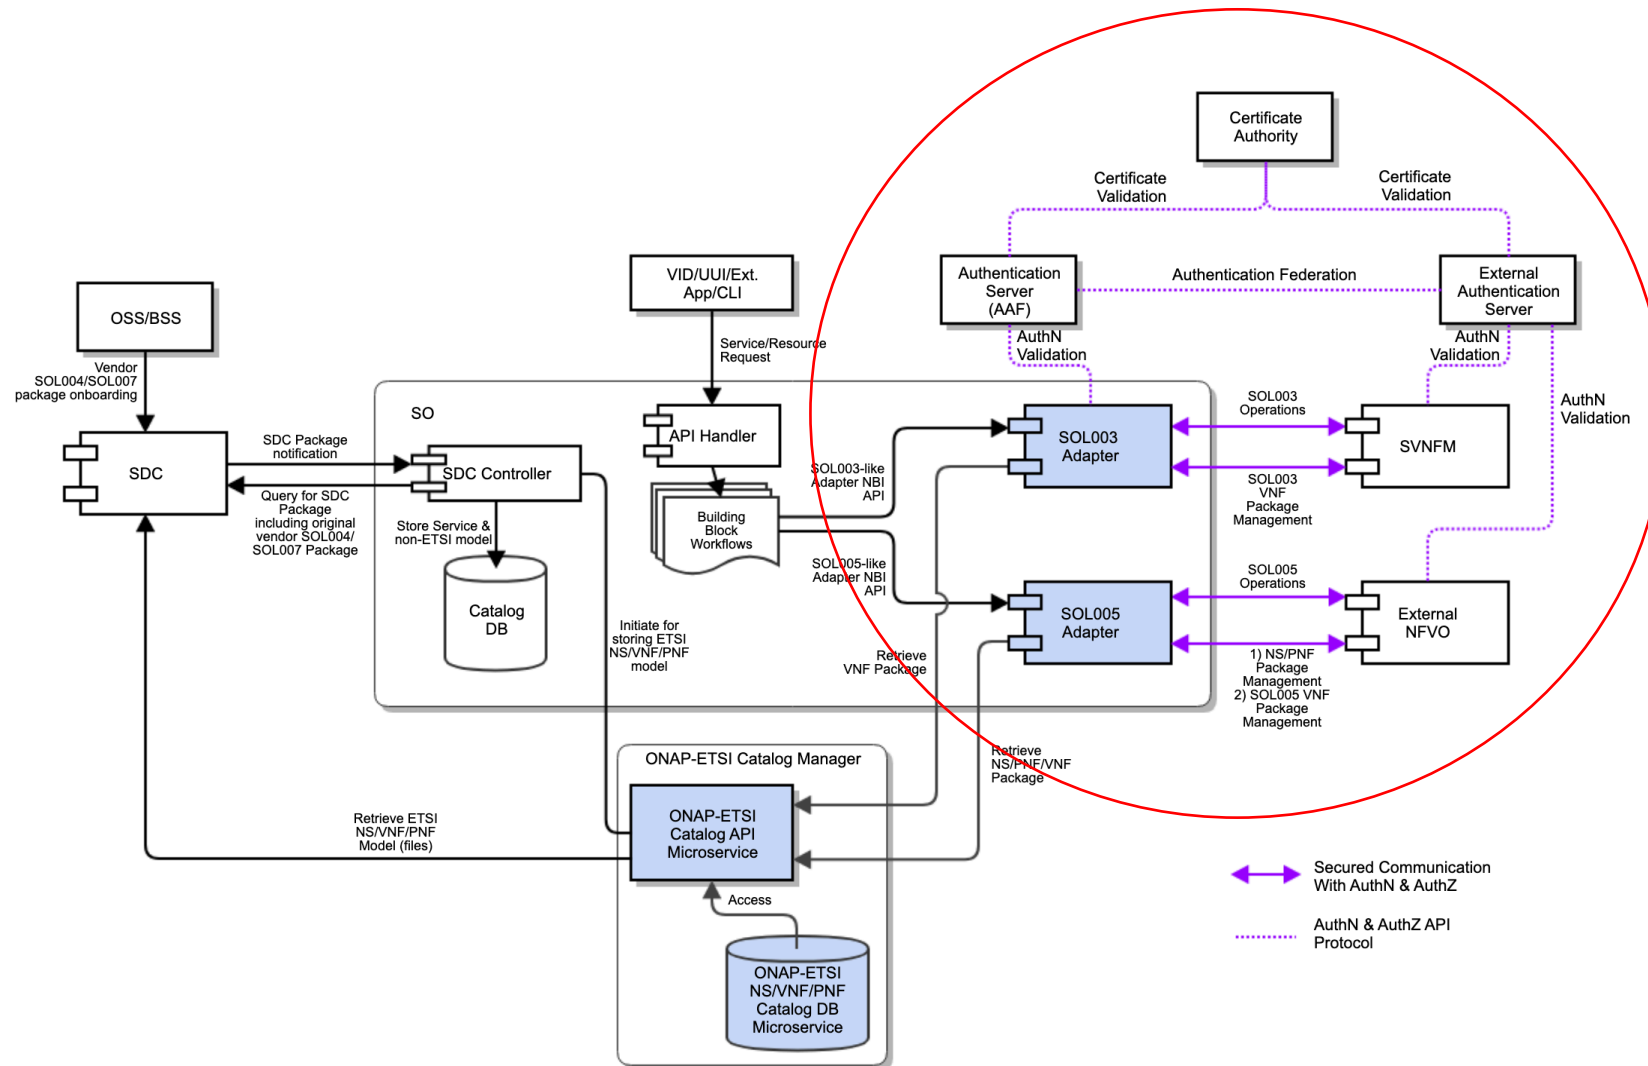 Certificate
Authority
Certificate
Validation
Certificate
Validation
VID/UUI/Ext.
App/CLI
Authentication
Server
(AAF)
Authentication Federation
External
Authentication
Server
OSS/BSS
Service/Resource
Request
AuthN
Validation
AuthN
Validation
AuthN
Validation
Vendor
SOL004/SOL007
package onboarding
SO
API Handler
SOL003
Adapter
SOL003
Operations
SVNFM
SDC
SDC Package
notification
SDC Controller
SOL003-like
Adapter NBI
API
SOL003
VNF
Package
Management
Query for SDC
Package
including original
vendor SOL004/
SOL007 Package
Store Service &
non-ETSI model
Building
Block
Workflows
SOL005-like
Adapter NBI
API
SOL005
Operations
Catalog
DB
Initiate for
storing ETSI
NS/VNF/PNF
model
SOL005
Adapter
External
NFVO
Retrieve
VNF Package
1) NS/PNF
Package
Management
2) SOL005 VNF
Package
Management
Retrieve
NS/PNF/VNF
Package
ONAP-ETSI Catalog Manager
ONAP-ETSI
Catalog API
Microservice
Retrieve ETSI
NS/VNF/PNF
Model (files)
Access
ONAP-ETSI
NS/VNF/PNF
Catalog DB
Microservice
Secured Communication
With AuthN & AuthZ
AuthN & AuthZ API
Protocol